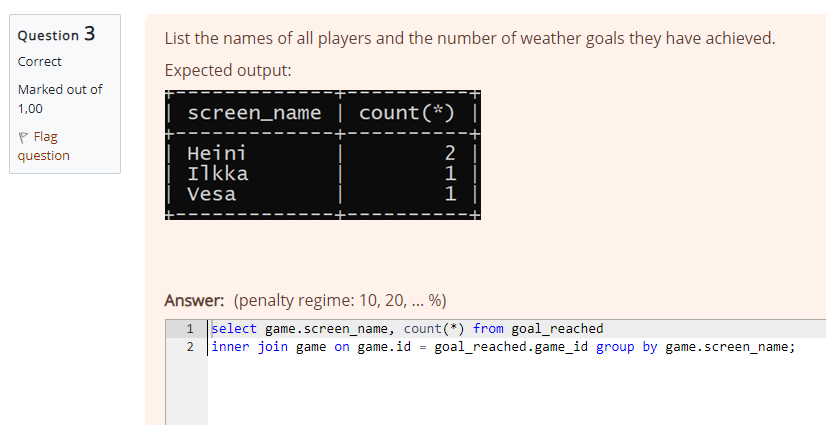 Question 3
Correct
Marked out of
1,00
Flag
question
List the names of all players and the number of weather goals they have achieved.
Expected output:
+-------------+----------+
| screen_name | count(*) |
+-------------+----------+
| Heini | 2 |
| Ilkka | 1 |
| Vesa | 1 |
+-------------+----------+
Answer: (penalty regime: 10, 20, ... %)
1 select game.screen_name, count(*) from goal_reached
2 inner join game on game.id = goal_reached.game_id group by game.screen_name;